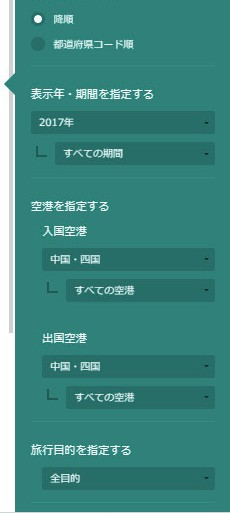 降順
都道府県コード順
表示年・期間を指定する
2017年
すべての期間
空港を指定する
入国空港
中国・四国
すべての空港
出国空港
中国・四国
すべての空港
旅行目的を指定する
全目的